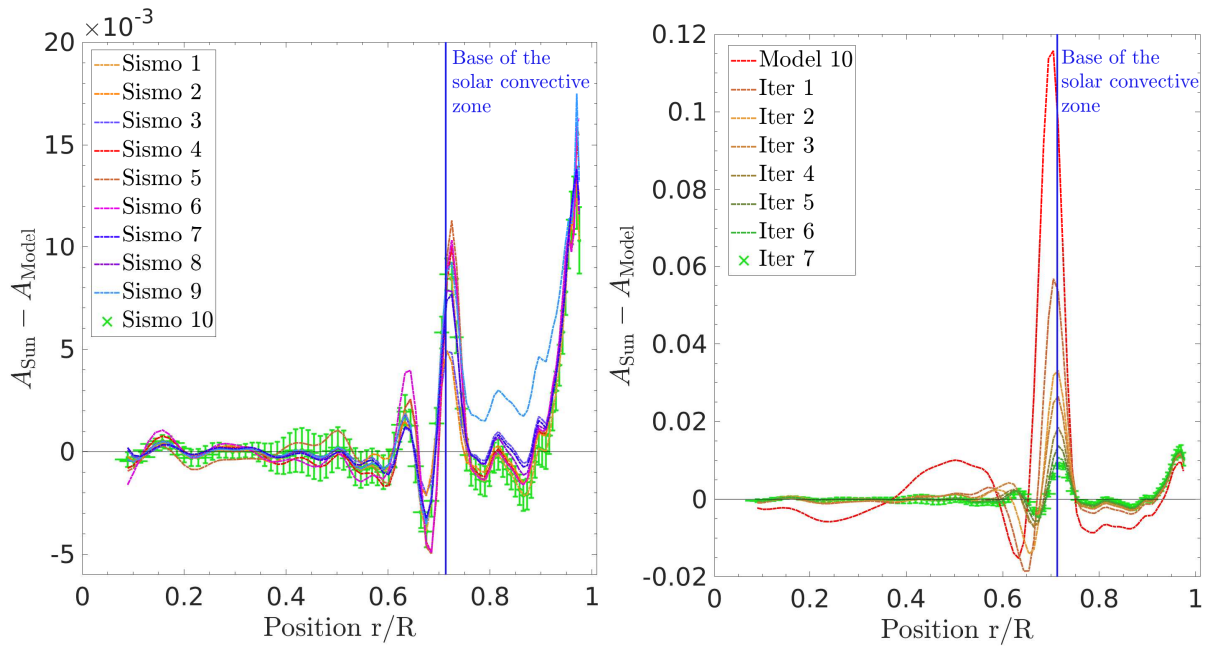 ×10⁻³
20
15
10
5
0
-5
A_Sun − A_Model
Sismo 1
Sismo 2
Sismo 3
Sismo 4
Sismo 5
Sismo 6
Sismo 7
Sismo 8
Sismo 9
Sismo 10
Base of the
solar convective
zone
0 0.2 0.4 0.6 0.8 1
Position r/R
0.12
0.1
0.08
0.06
0.04
0.02
0
-0.02
A_Sun − A_Model
Model 10
Iter 1
Iter 2
Iter 3
Iter 4
Iter 5
Iter 6
Iter 7
Base of the
solar convective
zone
0 0.2 0.4 0.6 0.8 1
Position r/R